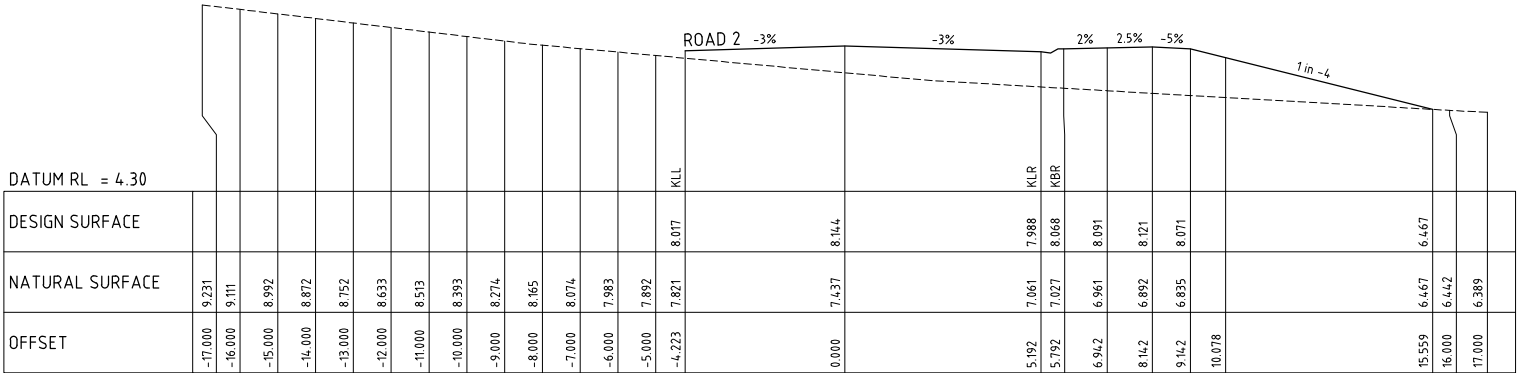 ROAD 2 -3% -3% 2% 2.5% -5%
1 in -4
KLL KLR KBR
DATUM RL = 4.30
DESIGN SURFACE 8.017 8.144 7.988 8.068 8.091 8.121 8.071 6.467
NATURAL SURFACE 9.231 9.111 8.992 8.872 8.752 8.633 8.513 8.393 8.274 8.165 8.074 7.983 7.892 7.821 7.437 7.061 7.027 6.961 6.892 6.835 6.467 6.442 6.389
OFFSET -17.000 -16.000 -15.000 -14.000 -13.000 -12.000 -11.000 -10.000 -9.000 -8.000 -7.000 -6.000 -5.000 -4.223 0.000 5.192 5.792 6.942 8.142 9.142 10.078 15.559 16.000 17.000